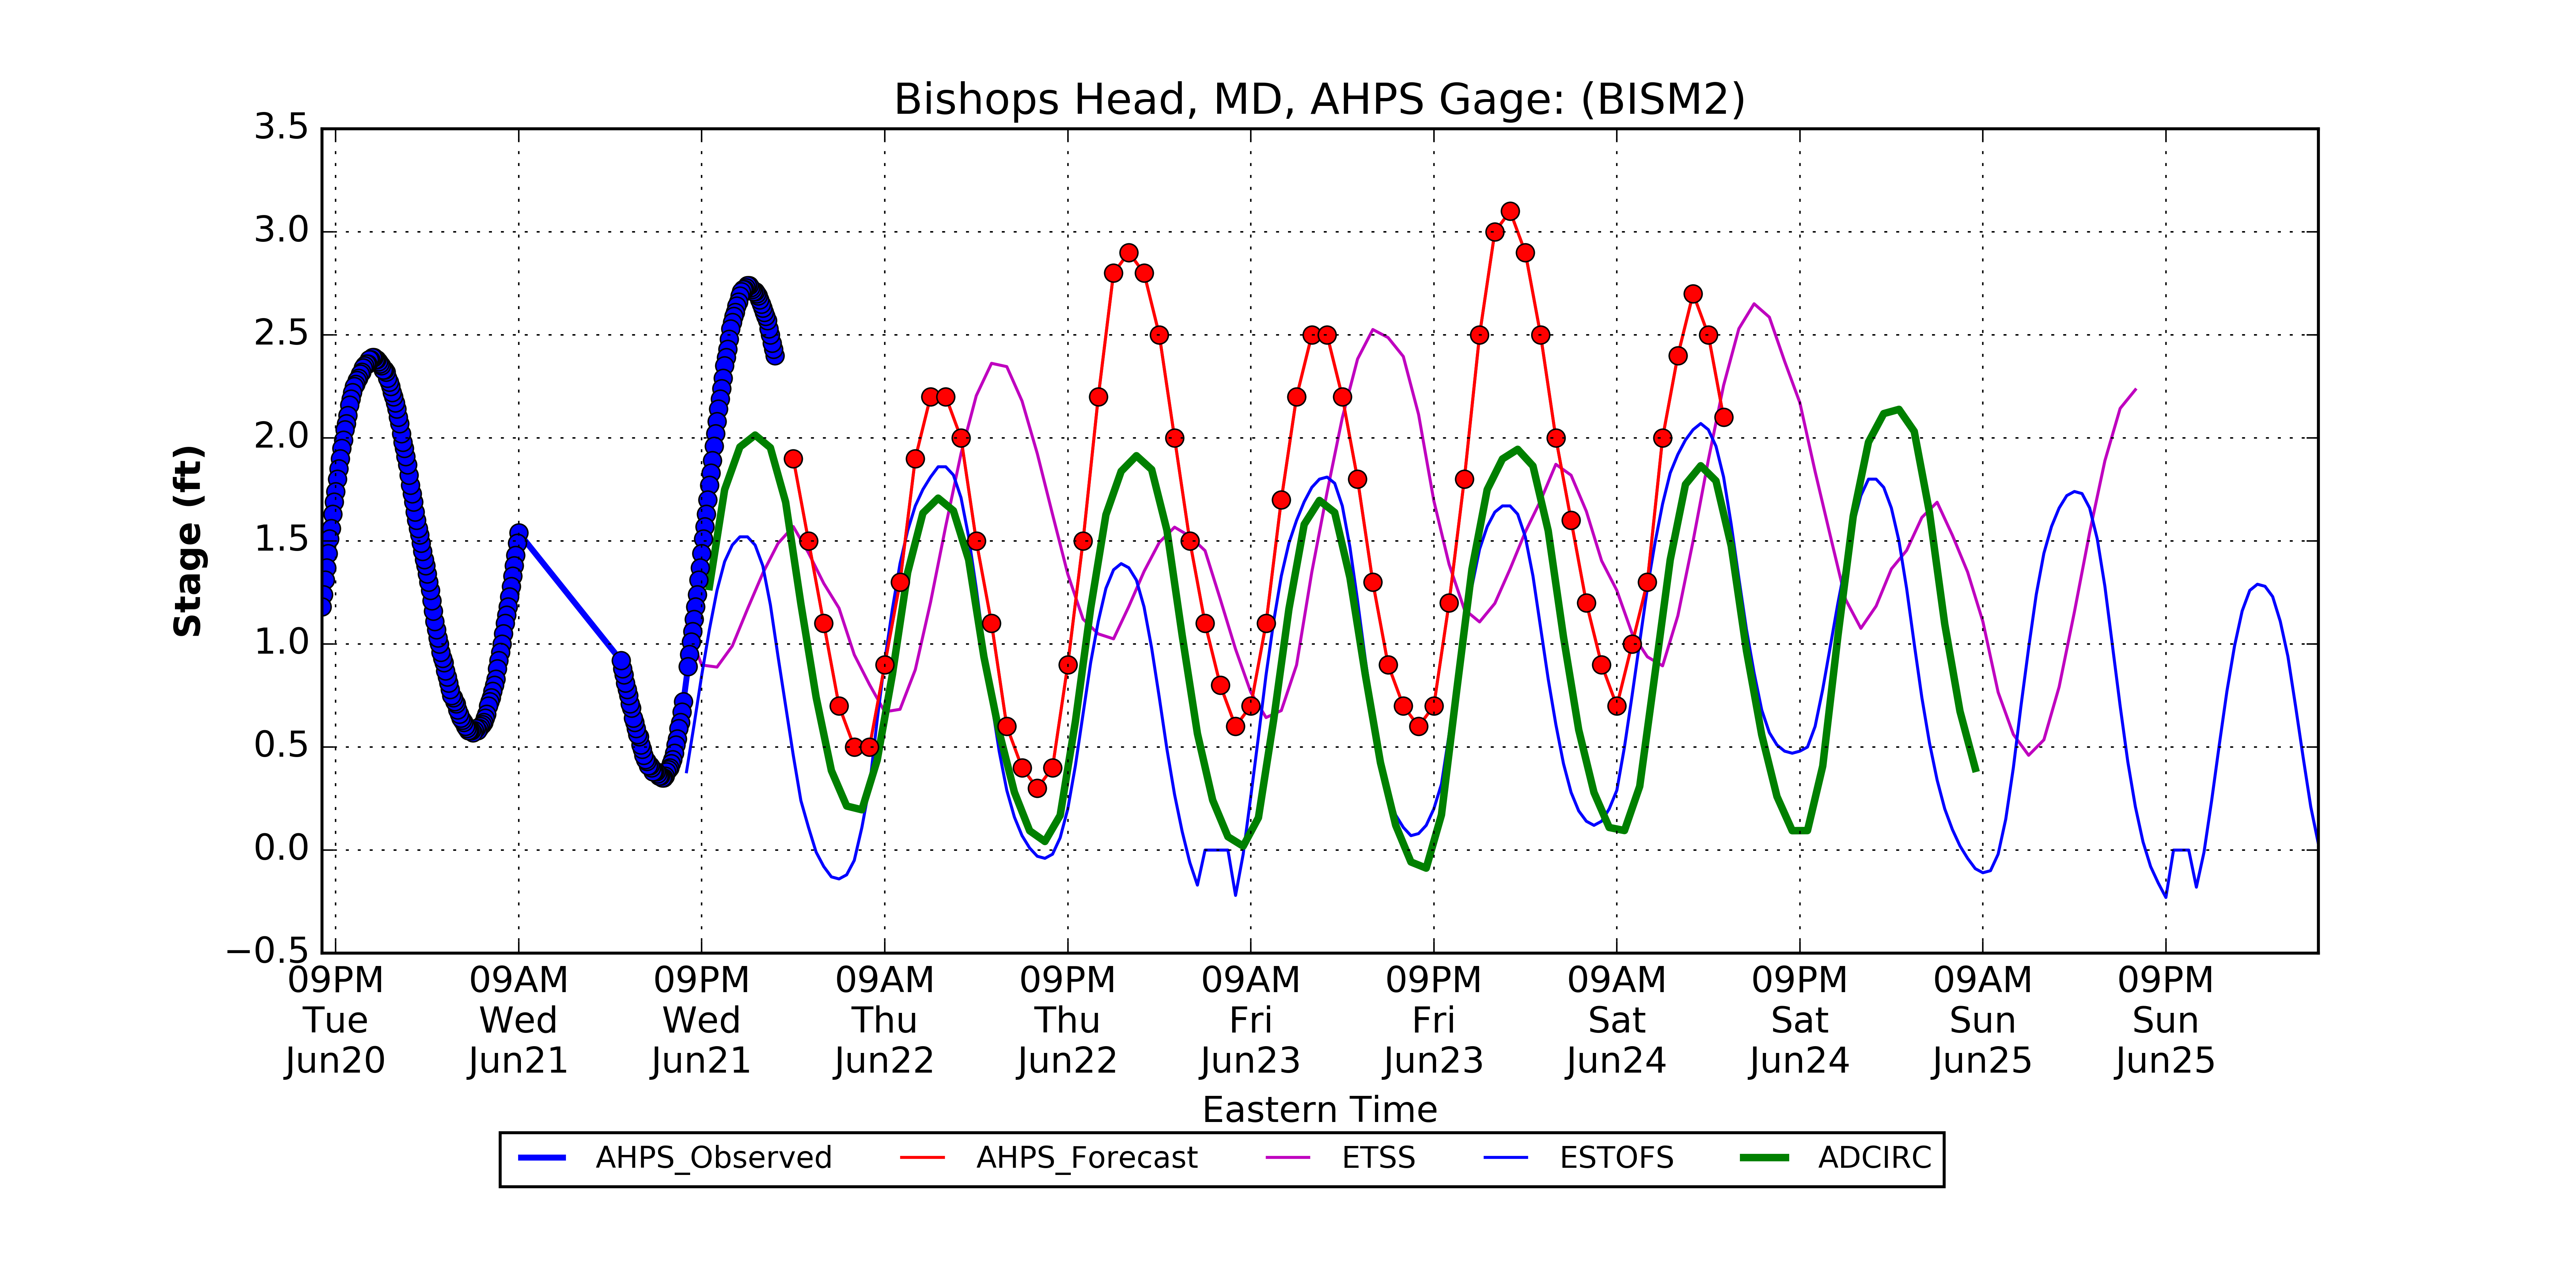 Bishops Head, MD, AHPS Gage: (BISM2)
Stage (ft)
3.5
3.0
2.5
2.0
1.5
1.0
0.5
0.0
−0.5
09PM 09AM 09PM 09AM 09PM 09AM 09PM 09AM 09PM 09AM 09PM
Tue Wed Wed Thu Thu Fri Fri Sat Sat Sun Sun
Jun20 Jun21 Jun21 Jun22 Jun22 Jun23 Jun23 Jun24 Jun24 Jun25 Jun25
Eastern Time
AHPS_Observed AHPS_Forecast ETSS ESTOFS ADCIRC